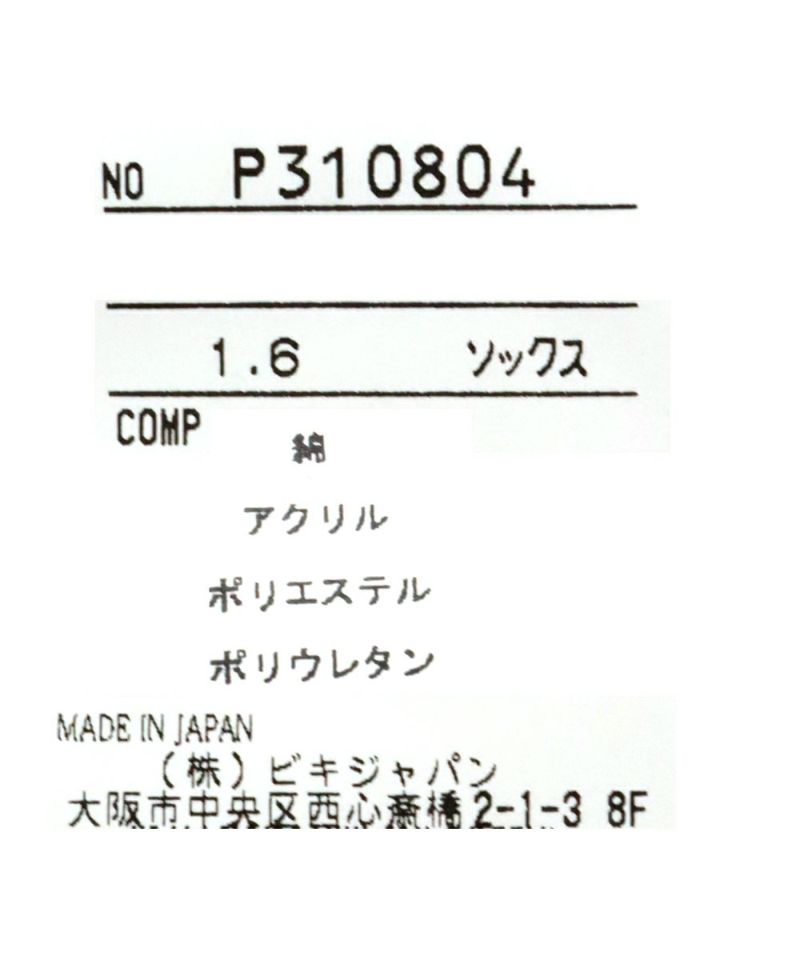 NO P310804
1.6 ソックス
COMP
綿
アクリル
ポリエステル
ポリウレタン
MADE IN JAPAN
(株)ビキジャパン
大阪市中央区西心斎橋2-1-3 8F